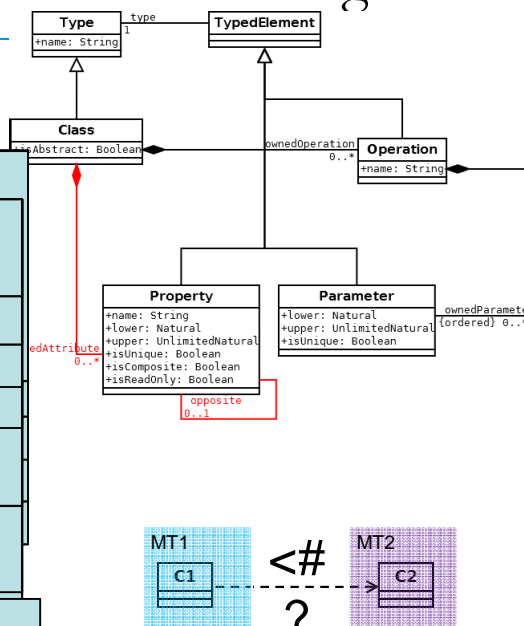 g
Type
+name: String
type
1
TypedElement
Class
+isAbstract: Boolean
ownedOperation
0..*
Operation
+name: String
Property
+name: String
+lower: Natural
+upper: UnlimitedNatural
+isUnique: Boolean
+isComposite: Boolean
+isReadOnly: Boolean
Parameter
+lower: Natural
+upper: UnlimitedNatural
+isUnique: Boolean
ownedParamete
{ordered} 0..*
edAttribute
0..*
opposite
0..1
MT1
C1
<#
?
MT2
C2